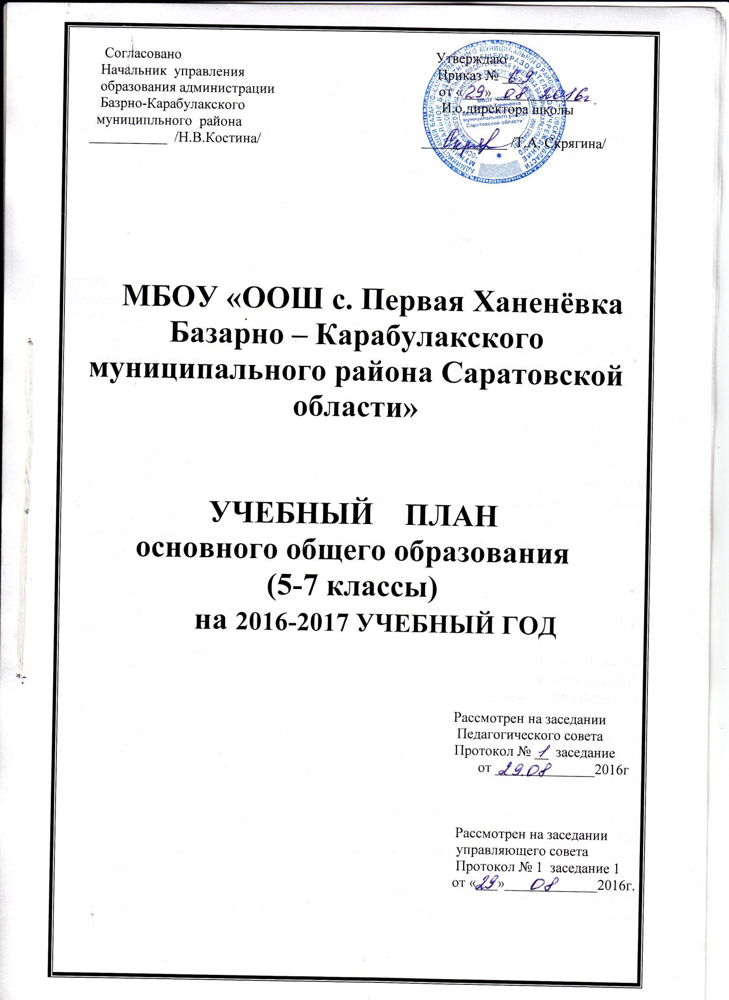 Согласовано
Начальник управления
образования администрации
Базрно-Карабулакского
муниципльного района
___________ /Н.В.Костина/
Утверждаю
Приказ № 69
от «29» 08. 2016г.
И.о.директора школы
____________ /Т.А. Скрягина/
МБОУ "ООШ
с. Первая Ханенёвка
Базарно-Карабулакского
муниципального района
Саратовской области"
МБОУ «ООШ с. Первая Ханенёвка
Базарно – Карабулакского
муниципального района Саратовской
области»
УЧЕБНЫЙ ПЛАН
основного общего образования
(5-7 классы)
на 2016-2017 УЧЕБНЫЙ ГОД
Рассмотрен на заседании
Педагогического совета
Протокол № 1 заседание
от 29.08 2016г
Рассмотрен на заседании
управляющего совета
Протокол № 1 заседание 1
от «29» 08 2016г.